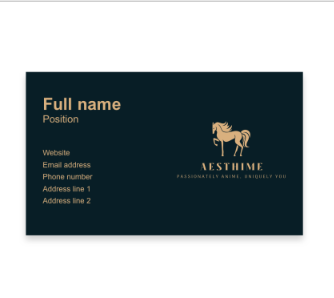 Full name
Position
Website
Email address
Phone number
Address line 1
Address line 2
AESTHIME
PASSIONATELY ANIME, UNIQUELY YOU